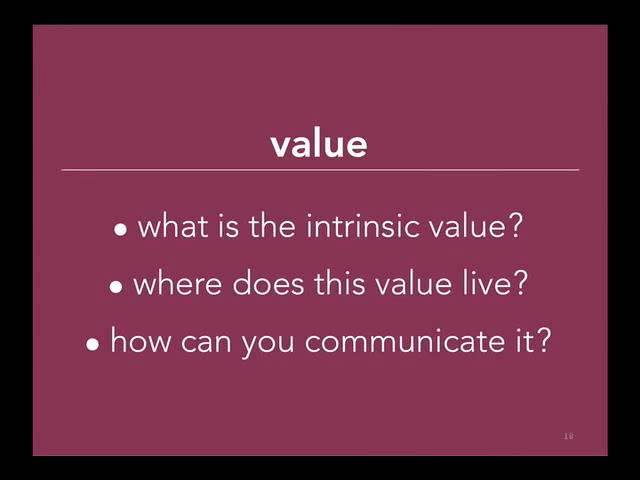 value
• what is the intrinsic value?
• where does this value live?
• how can you communicate it?